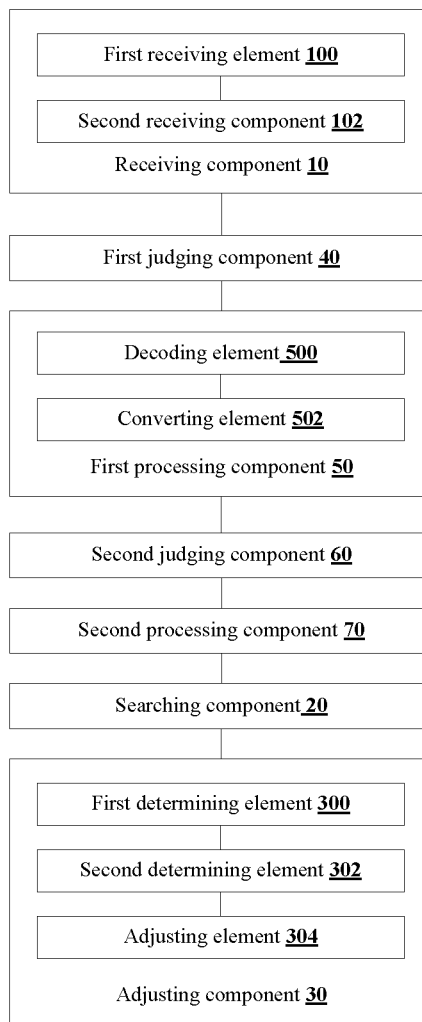 First receiving element 100
Second receiving component 102
Receiving component 10
First judging component 40
Decoding element 500
Converting element 502
First processing component 50
Second judging component 60
Second processing component 70
Searching component 20
First determining element 300
Second determining element 302
Adjusting element 304
Adjusting component 30